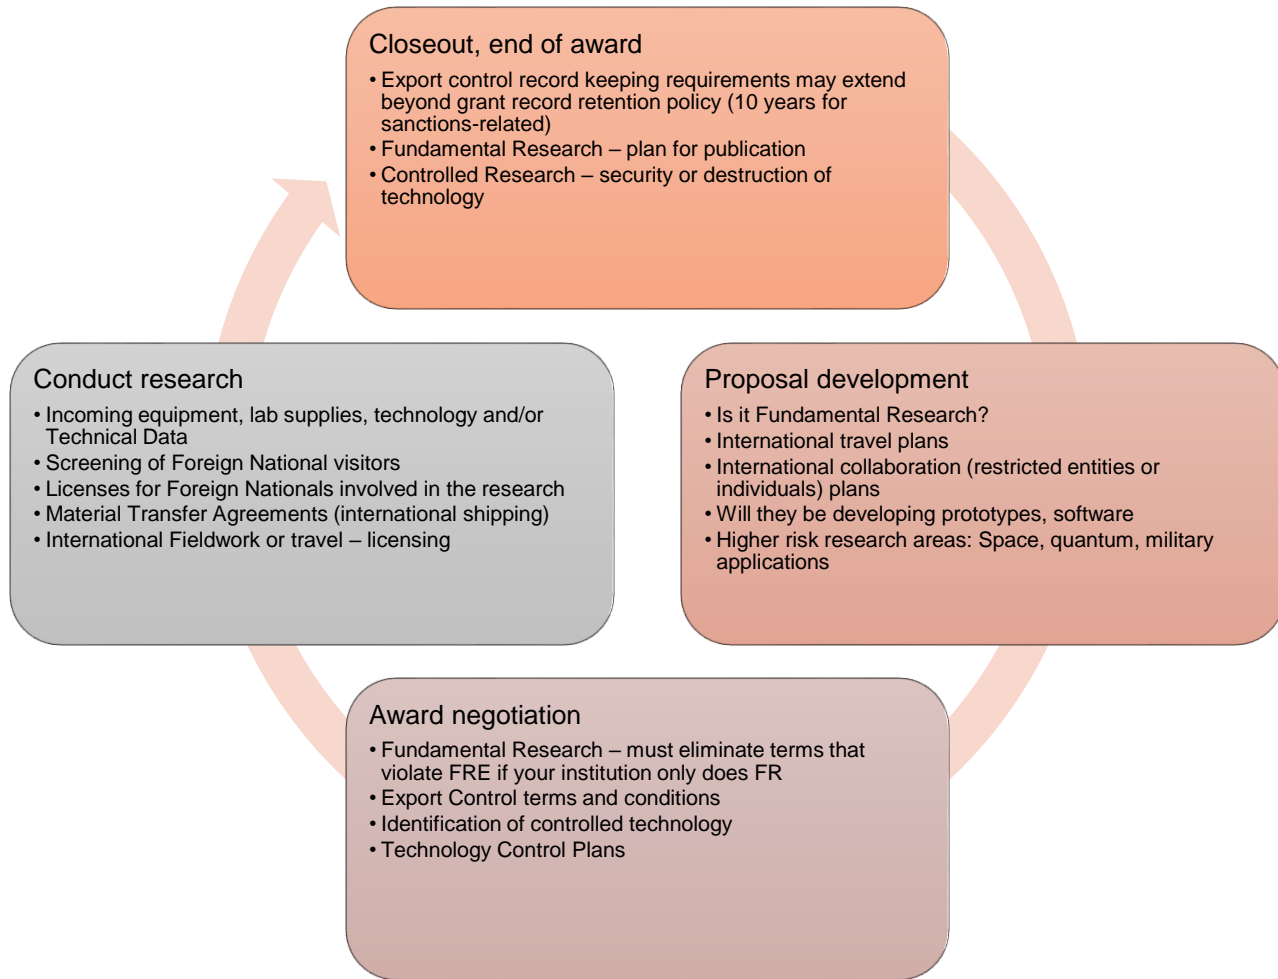 Closeout, end of award
• Export control record keeping requirements may extend
beyond grant record retention policy (10 years for
sanctions-related)
• Fundamental Research – plan for publication
• Controlled Research – security or destruction of
technology
Proposal development
• Is it Fundamental Research?
• International travel plans
• International collaboration (restricted entities or
individuals) plans
• Will they be developing prototypes, software
• Higher risk research areas: Space, quantum, military
applications
Award negotiation
• Fundamental Research – must eliminate terms that
violate FRE if your institution only does FR
• Export Control terms and conditions
• Identification of controlled technology
• Technology Control Plans
Conduct research
• Incoming equipment, lab supplies, technology and/or
Technical Data
• Screening of Foreign National visitors
• Licenses for Foreign Nationals involved in the research
• Material Transfer Agreements (international shipping)
• International Fieldwork or travel – licensing